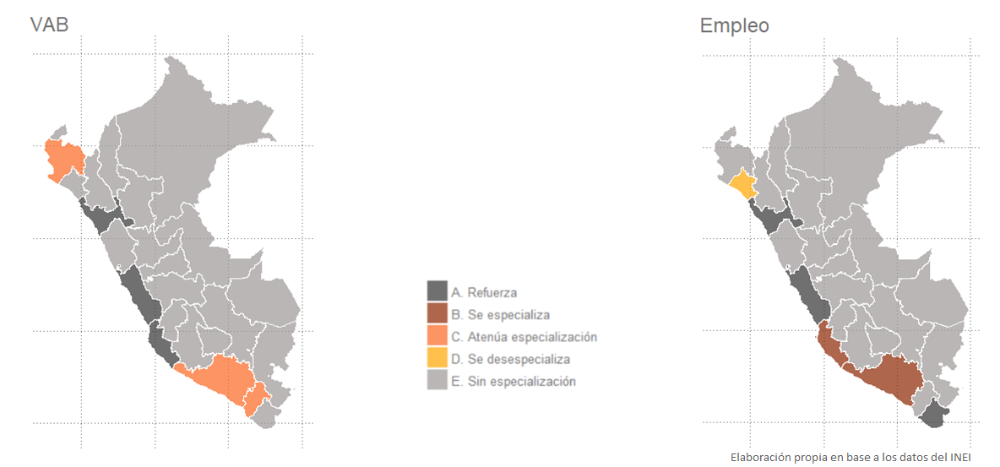 VAB
Empleo
A. Refuerza
B. Se especializa
C. Atenúa especialización
D. Se desespecializa
E. Sin especialización
Elaboración propia en base a los datos del INEI